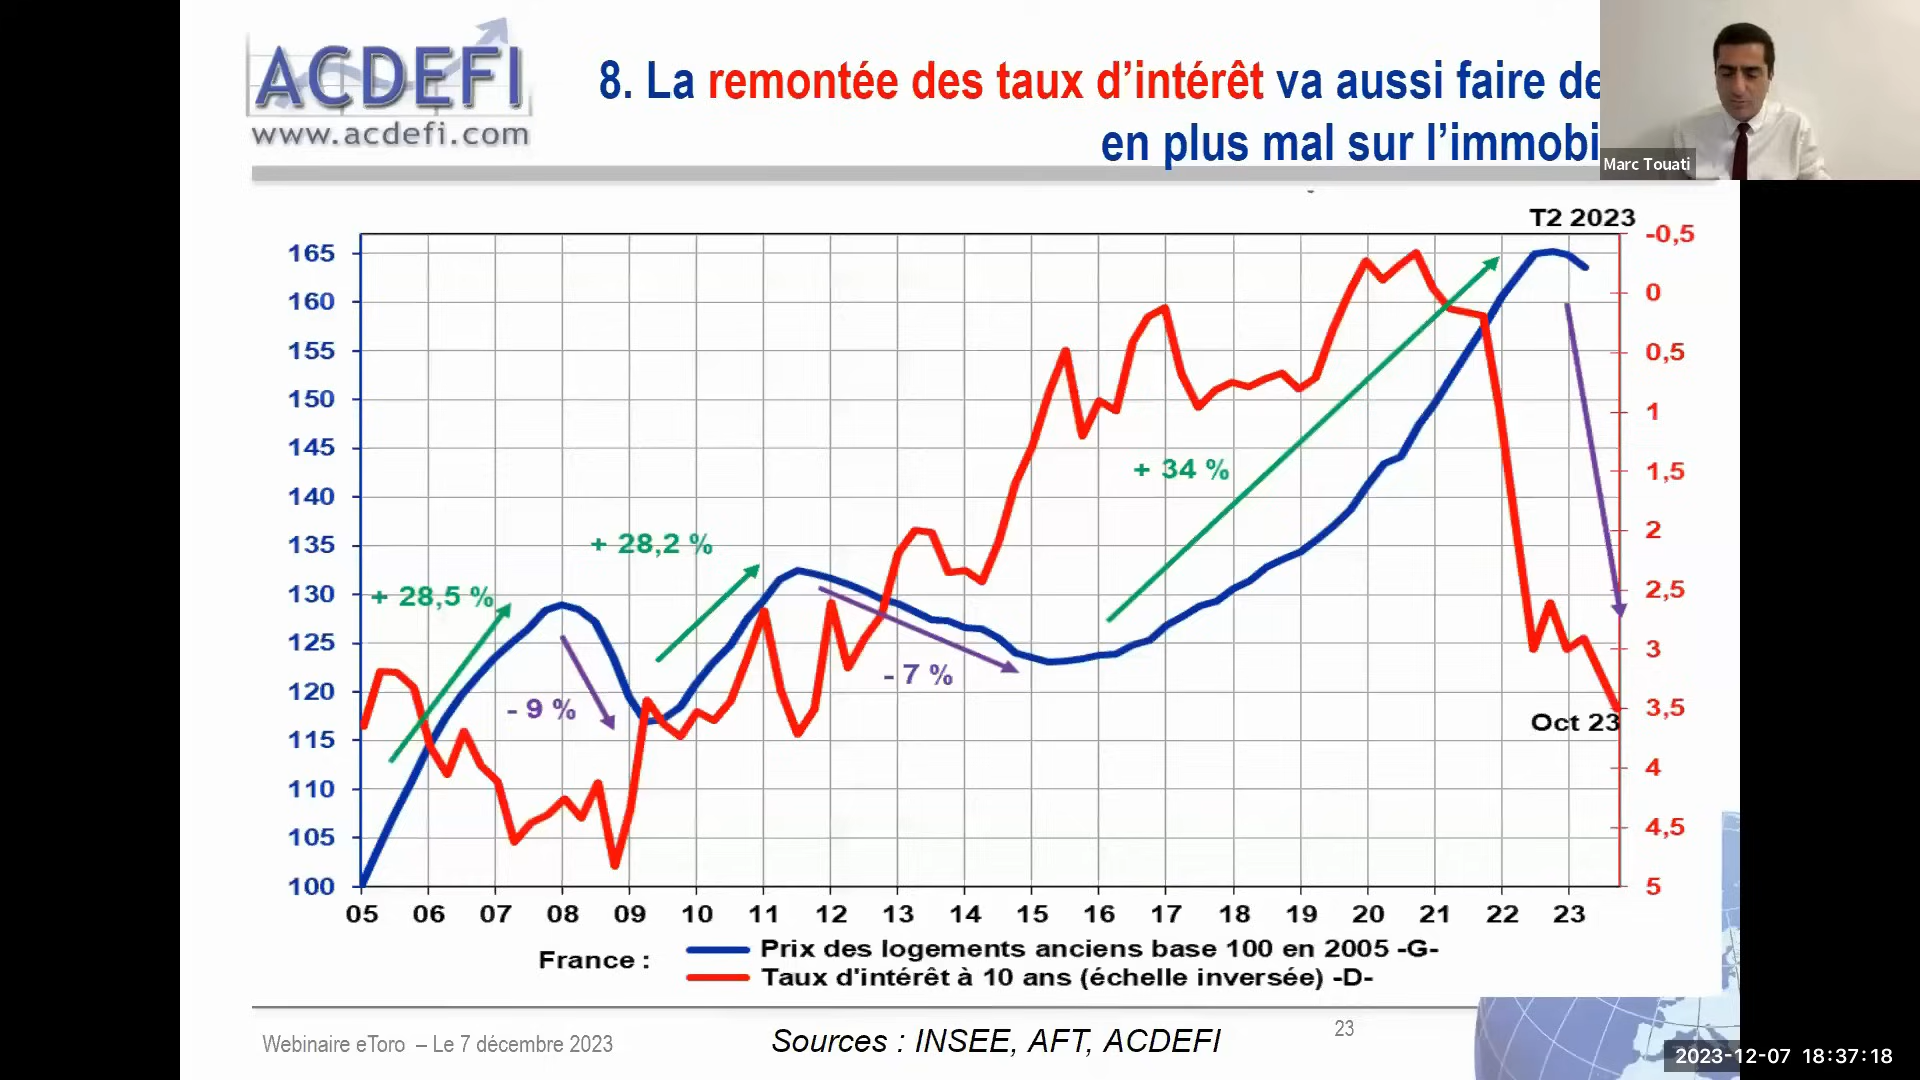 ACDEFI
www.acdefi.com
8. La remontée des taux d’intérêt va aussi faire de
en plus mal sur l’immobi
Marc Touati
T2 2023
165
160
155
150
145
140
135
130
125
120
115
110
105
100
-0,5
0
0,5
1
1,5
2
2,5
3
3,5
4
4,5
5
+ 28,5 %
- 9 %
+ 28,2 %
- 7 %
+ 34 %
Oct 23
05 06 07 08 09 10 11 12 13 14 15 16 17 18 19 20 21 22 23
France :
Prix des logements anciens base 100 en 2005 -G-
Taux d'intérêt à 10 ans (échelle inversée) -D-
Webinaire eToro – Le 7 décembre 2023
Sources : INSEE, AFT, ACDEFI
23
2023-12-07 18:37:18